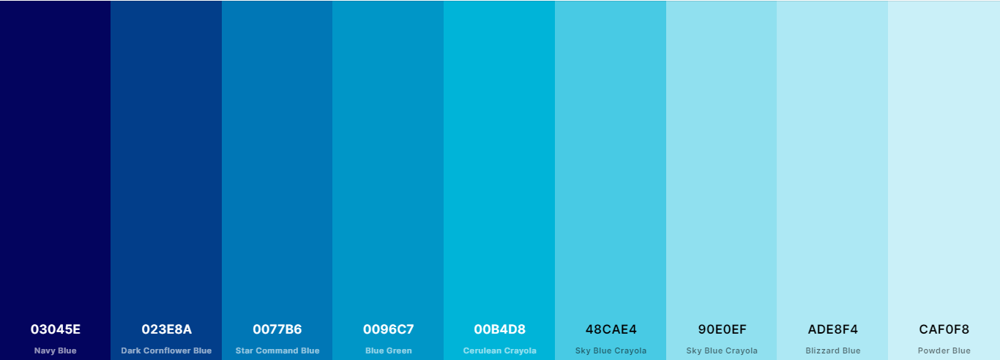 03045E
Navy Blue
023E8A
Dark Cornflower Blue
0077B6
Star Command Blue
0096C7
Blue Green
00B4D8
Cerulean Crayola
48CAE4
Sky Blue Crayola
90E0EF
Sky Blue Crayola
ADE8F4
Blizzard Blue
CAF0F8
Powder Blue